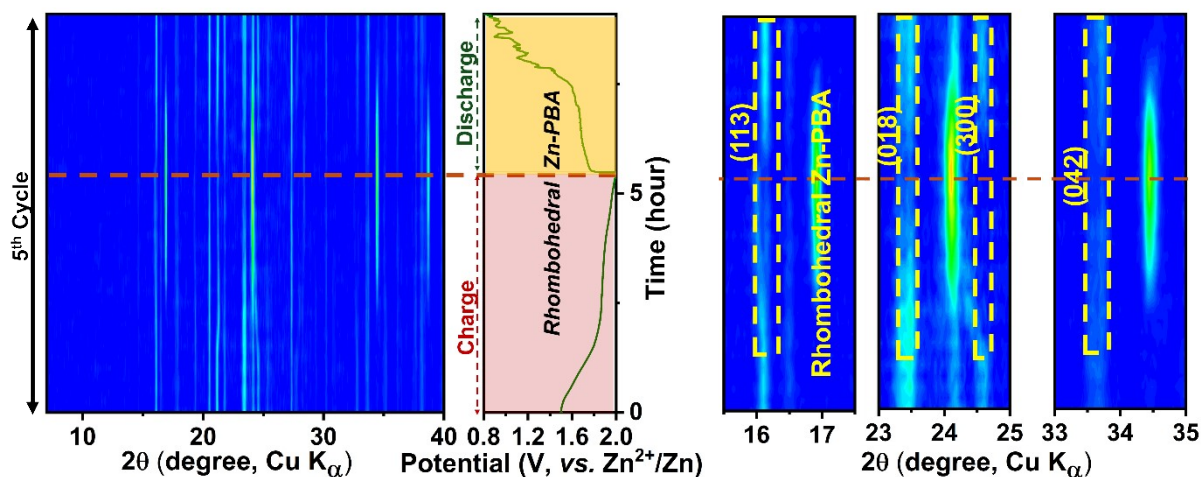 5th Cycle
10
20
30
40
2θ (degree, Cu Kα)
Charge
Discharge
Rhombohedral Zn-PBA
0.8
1.2
1.6
2.0
Potential (V, vs. Zn2+/Zn)
0
5
Time (hour)
(113)
Rhombohedral Zn-PBA
16
17
(018)
(300)
23
24
25
(042)
33
34
35
2θ (degree, Cu Kα)